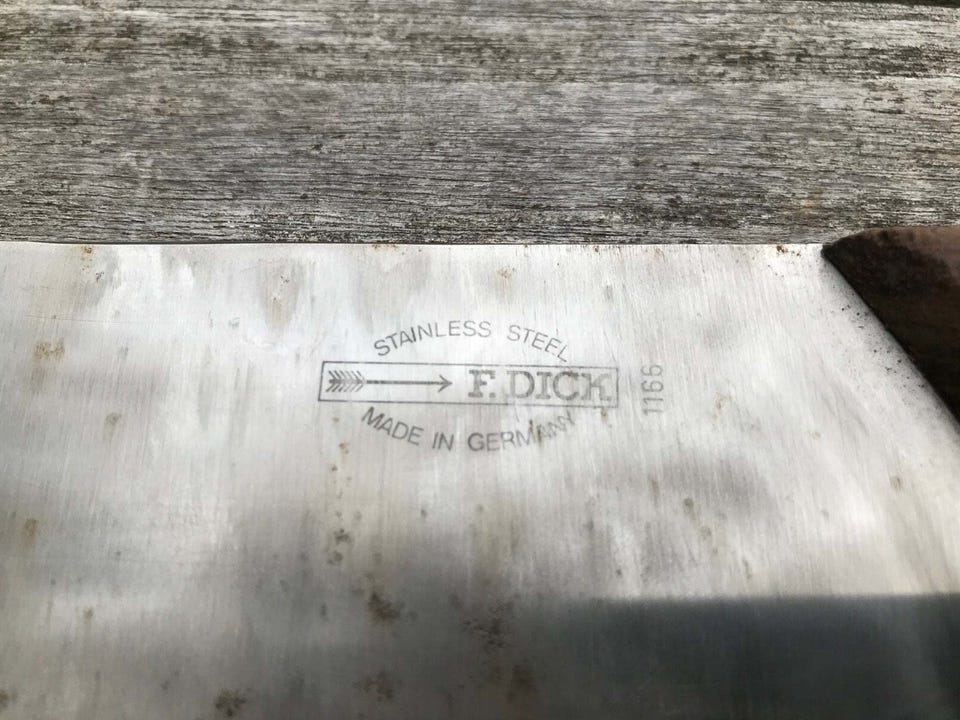 STAINLESS STEEL
F. DICK
MADE IN GERMANY
1166